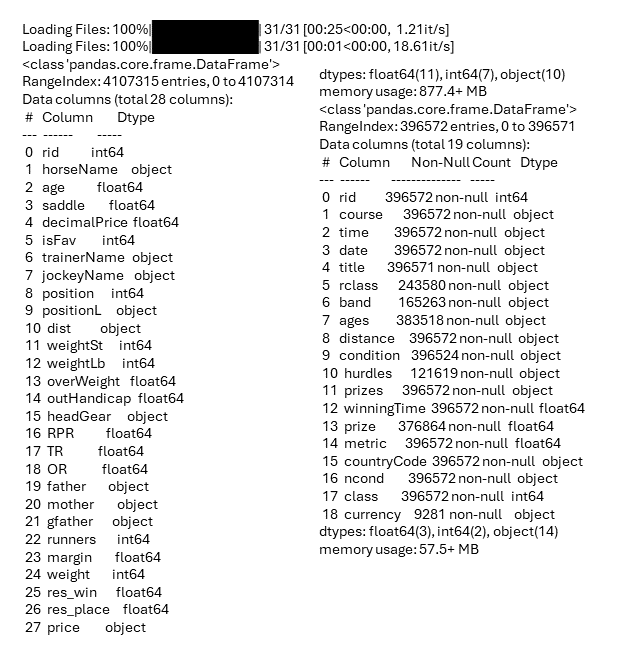 Loading Files: 100%| | 31/31 [00:25<00:00, 1.21it/s]
Loading Files: 100%| | 31/31 [00:01<00:00, 18.61it/s]
<class 'pandas.core.frame.DataFrame'>
RangeIndex: 4107315 entries, 0 to 4107314
Data columns (total 28 columns):
# Column Dtype
--- ------ -----
0 rid int64
1 horseName object
2 age float64
3 saddle float64
4 decimalPrice float64
5 isFav int64
6 trainerName object
7 jockeyName object
8 position int64
9 positionL object
10 dist object
11 weightSt int64
12 weightLb int64
13 overWeight float64
14 outHandicap float64
15 headGear object
16 RPR float64
17 TR float64
18 OR float64
19 father object
20 mother object
21 gfather object
22 runners int64
23 margin float64
24 weight int64
25 res_win float64
26 res_place float64
27 price object
dtypes: float64(11), int64(7), object(10)
memory usage: 877.4+ MB
<class 'pandas.core.frame.DataFrame'>
RangeIndex: 396572 entries, 0 to 396571
Data columns (total 19 columns):
# Column Non-Null Count Dtype
--- ------ -------------- -----
0 rid 396572 non-null int64
1 course 396572 non-null object
2 time 396572 non-null object
3 date 396572 non-null object
4 title 396571 non-null object
5 rclass 243580 non-null object
6 band 165263 non-null object
7 ages 383518 non-null object
8 distance 396572 non-null object
9 condition 396524 non-null object
10 hurdles 121619 non-null object
11 prizes 396572 non-null object
12 winningTime 396572 non-null float64
13 prize 376864 non-null float64
14 metric 396572 non-null float64
15 countryCode 396572 non-null object
16 ncond 396572 non-null object
17 class 396572 non-null int64
18 currency 9281 non-null object
dtypes: float64(3), int64(2), object(14)
memory usage: 57.5+ MB